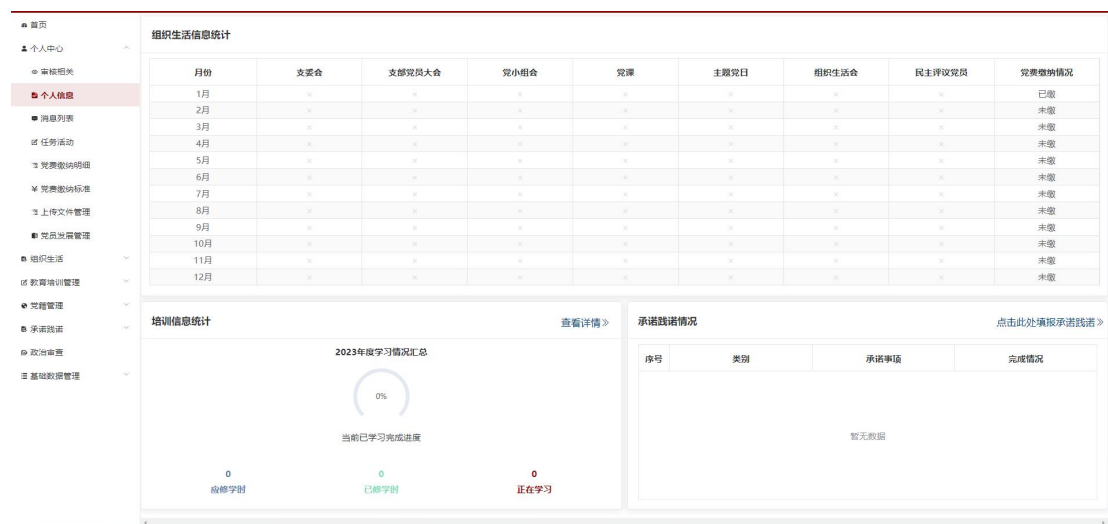 首页
个人中心
审核相关
个人信息
消息列表
任务活动
党费缴纳明细
党费缴纳标准
上传文件管理
党员发展管理
组织生活
教育培训管理
党籍管理
承诺践诺
政治审查
基础数据管理
组织生活信息统计
月份 支委会 支部党员大会 党小组会 党课 主题党日 组织生活会 民主评议党员 党费缴纳情况
1月 × × × × × × × 已缴
2月 × × × × × × × 未缴
3月 × × × × × × × 未缴
4月 × × × × × × × 未缴
5月 × × × × × × × 未缴
6月 × × × × × × × 未缴
7月 × × × × × × × 未缴
8月 × × × × × × × 未缴
9月 × × × × × × × 未缴
10月 × × × × × × × 未缴
11月 × × × × × × × 未缴
12月 × × × × × × × 未缴
培训信息统计 查看详情》
2023年度学习情况汇总
0%
当前已学习完成进度
0 0 0
应修学时 已修学时 正在学习
承诺践诺情况 点击此处填报承诺践诺》
序号 类别 承诺事项 完成情况
暂无数据